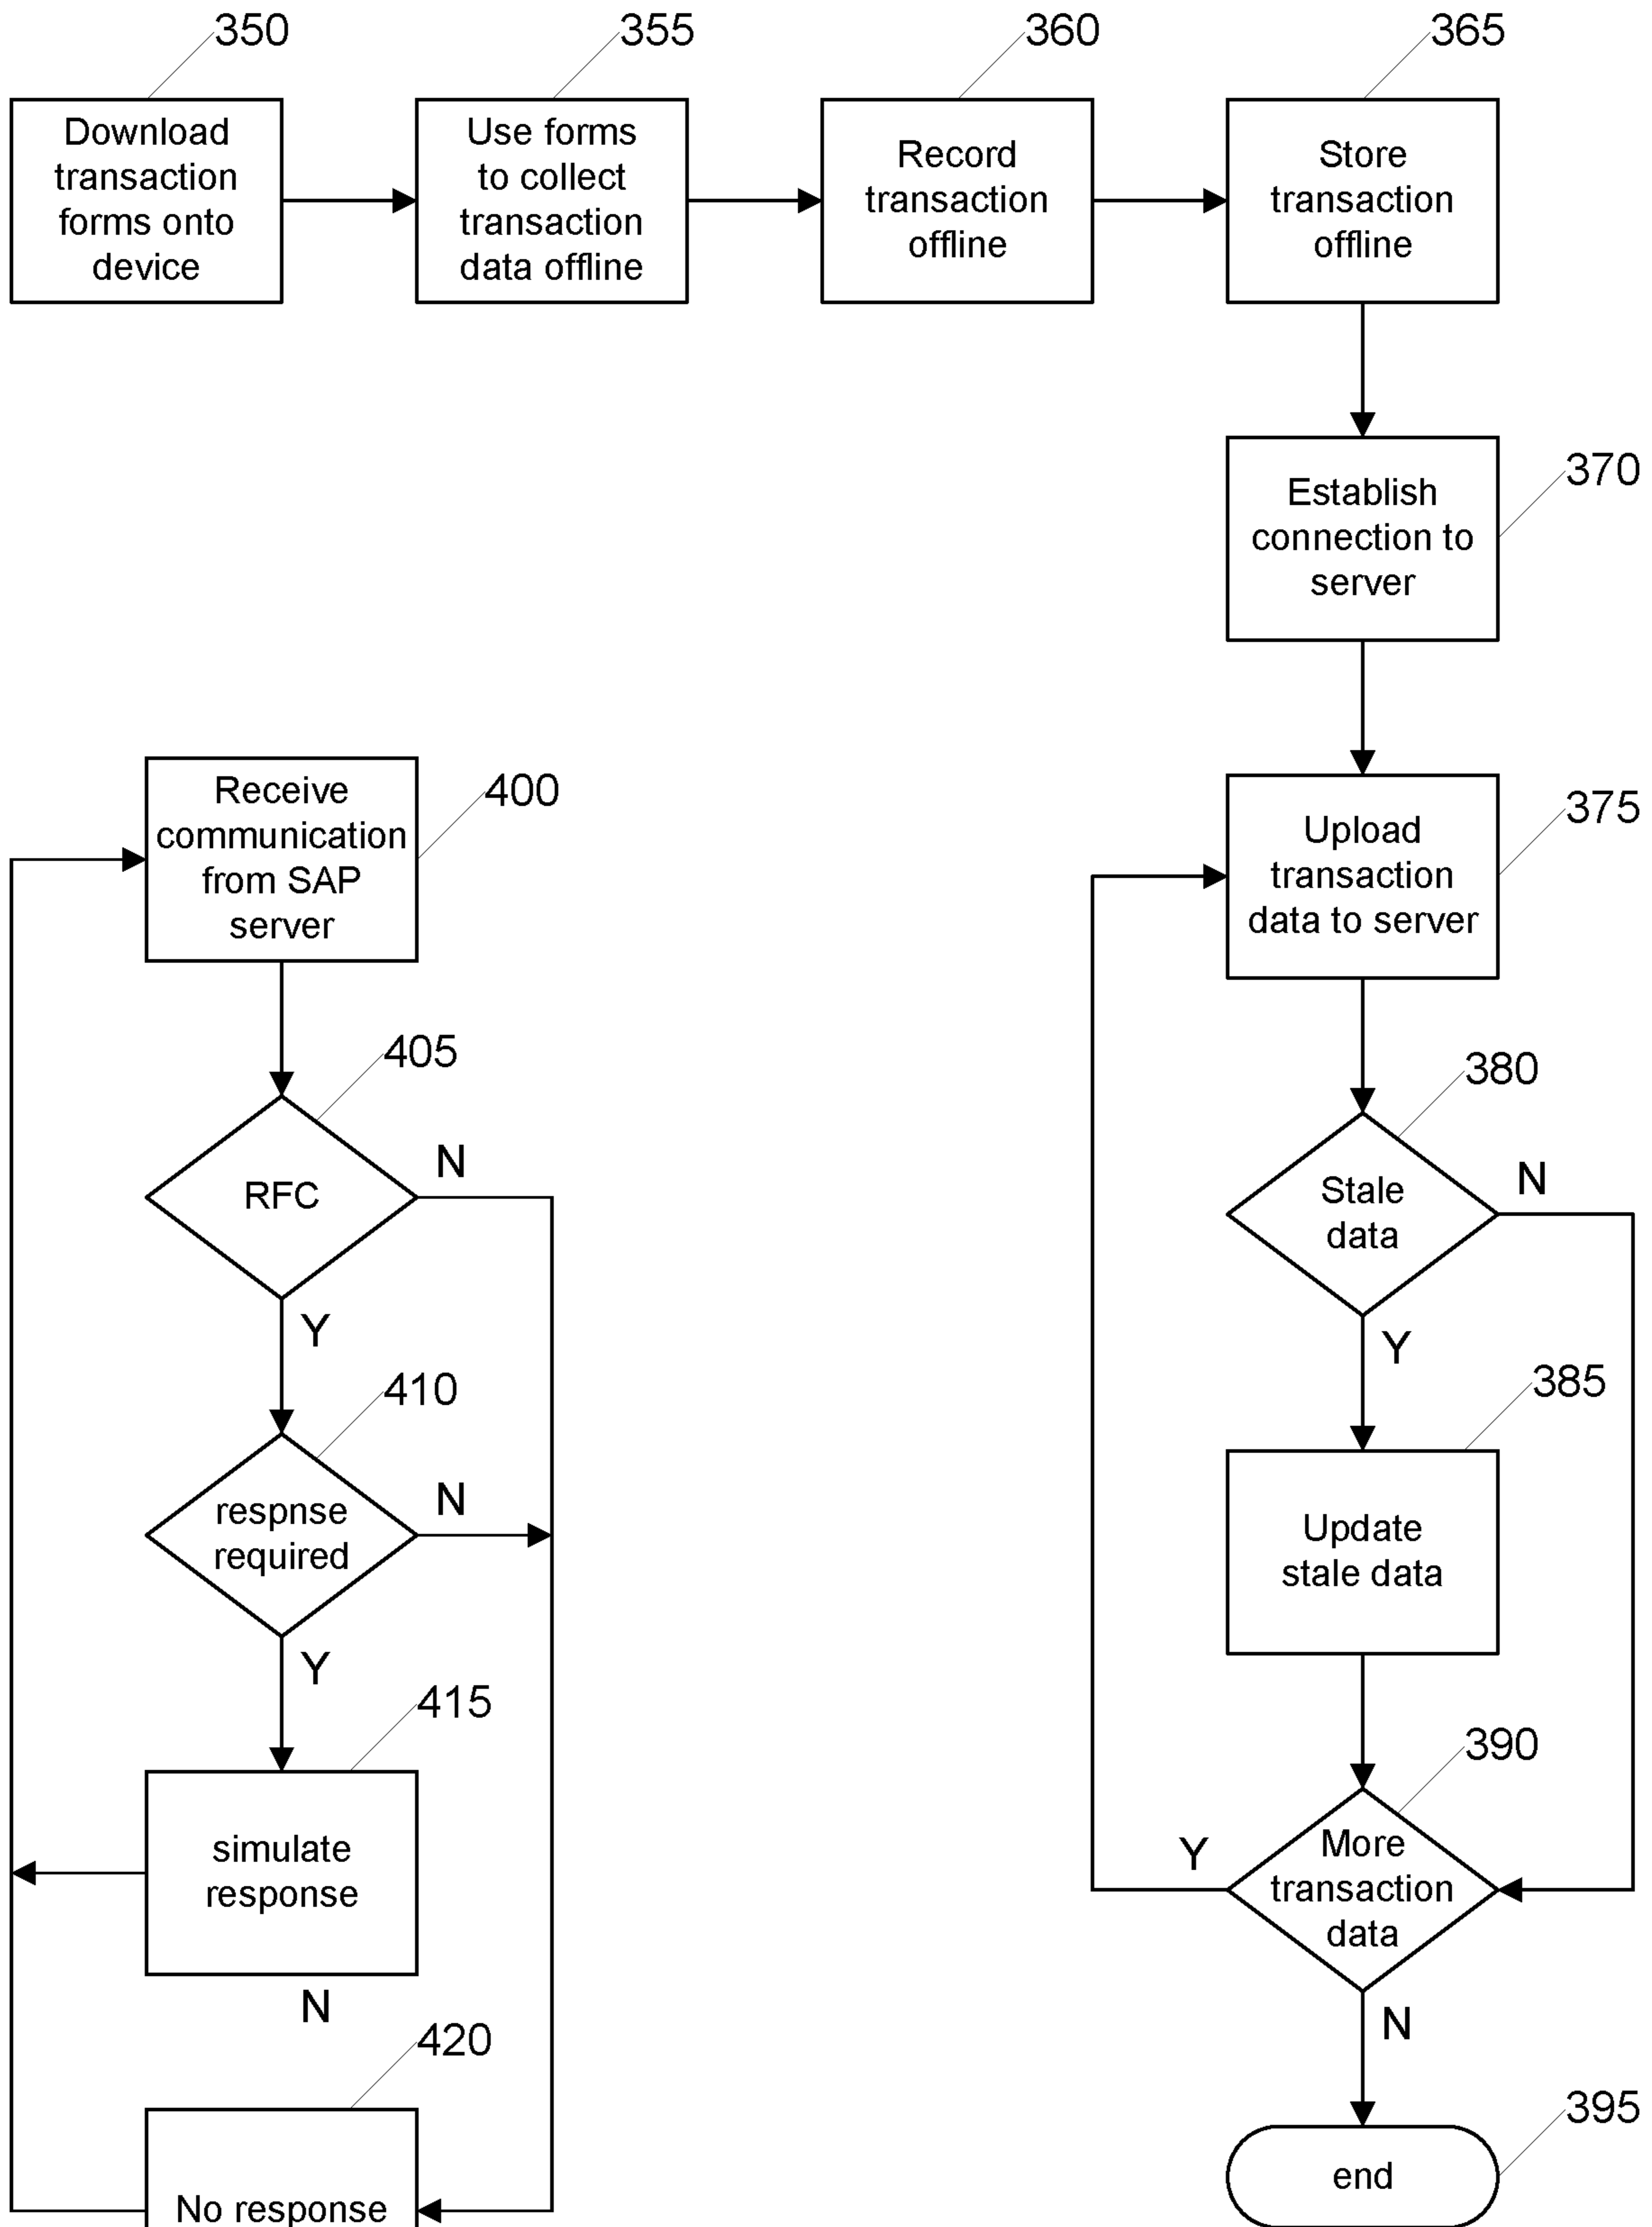 350
355
360
365
Download
transaction
forms onto
device
Use forms
to collect
transaction
data offline
Record
transaction
offline
Store
transaction
offline
370
Establish
connection to
server
375
Upload
transaction
data to server
380
Stale
data
N
Y
385
Update
stale data
390
More
transaction
data
Y
N
395
end
400
Receive
communication
from SAP
server
405
RFC
N
Y
410
respnse
required
N
Y
415
simulate
response
N
420
No response